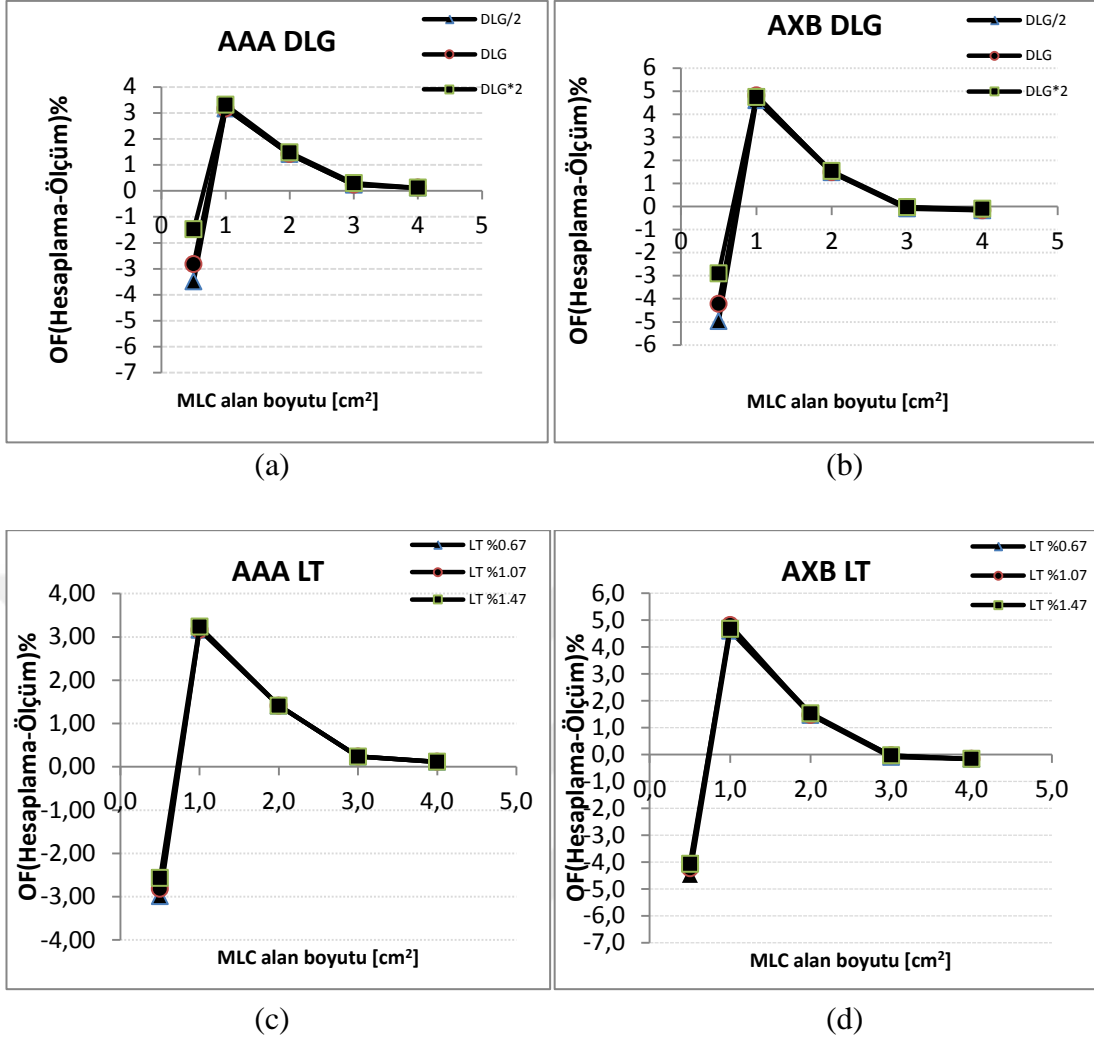 AAA DLG
DLG/2
DLG
DLG*2
OF(Hesaplama-Ölçüm)%
4
3
2
1
0
-1
-2
-3
-4
-5
-6
-7
0 1 2 3 4 5
MLC alan boyutu [cm²]
(a)
AXB DLG
DLG/2
DLG
DLG*2
OF(Hesaplama-Ölçüm)%
6
5
4
3
2
1
0
-1
-2
-3
-4
-5
-6
0 1 2 3 4 5
MLC alan boyutu [cm²]
(b)
AAA LT
LT %0.67
LT %1.07
LT %1.47
OF(Hesaplama-Ölçüm)%
4,00
3,00
2,00
1,00
0,00
-1,00
-2,00
-3,00
-4,00
0,0 1,0 2,0 3,0 4,0 5,0
MLC alan boyutu [cm²]
(c)
AXB LT
LT %0.67
LT %1.07
LT %1.47
OF(Hesaplama-Ölçüm)%
6,0
5,0
4,0
3,0
2,0
1,0
0,0
-1,0
-2,0
-3,0
-4,0
-5,0
-6,0
-7,0
0,0 1,0 2,0 3,0 4,0 5,0
MLC alan boyutu [cm²]
(d)